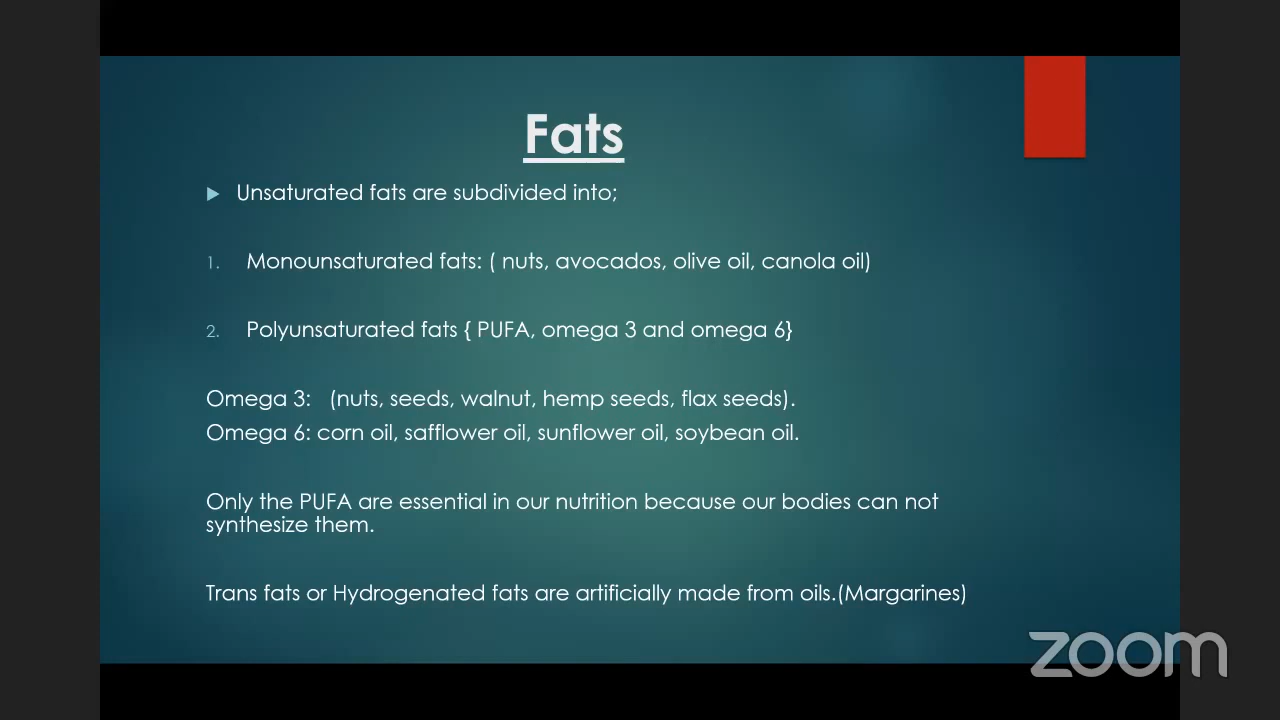 Fats
Unsaturated fats are subdivided into;
1. Monounsaturated fats: ( nuts, avocados, olive oil, canola oil)
2. Polyunsaturated fats { PUFA, omega 3 and omega 6}
Omega 3: (nuts, seeds, walnut, hemp seeds, flax seeds).
Omega 6: corn oil, safflower oil, sunflower oil, soybean oil.
Only the PUFA are essential in our nutrition because our bodies can not
synthesize them.
Trans fats or Hydrogenated fats are artificially made from oils.(Margarines)
zoom